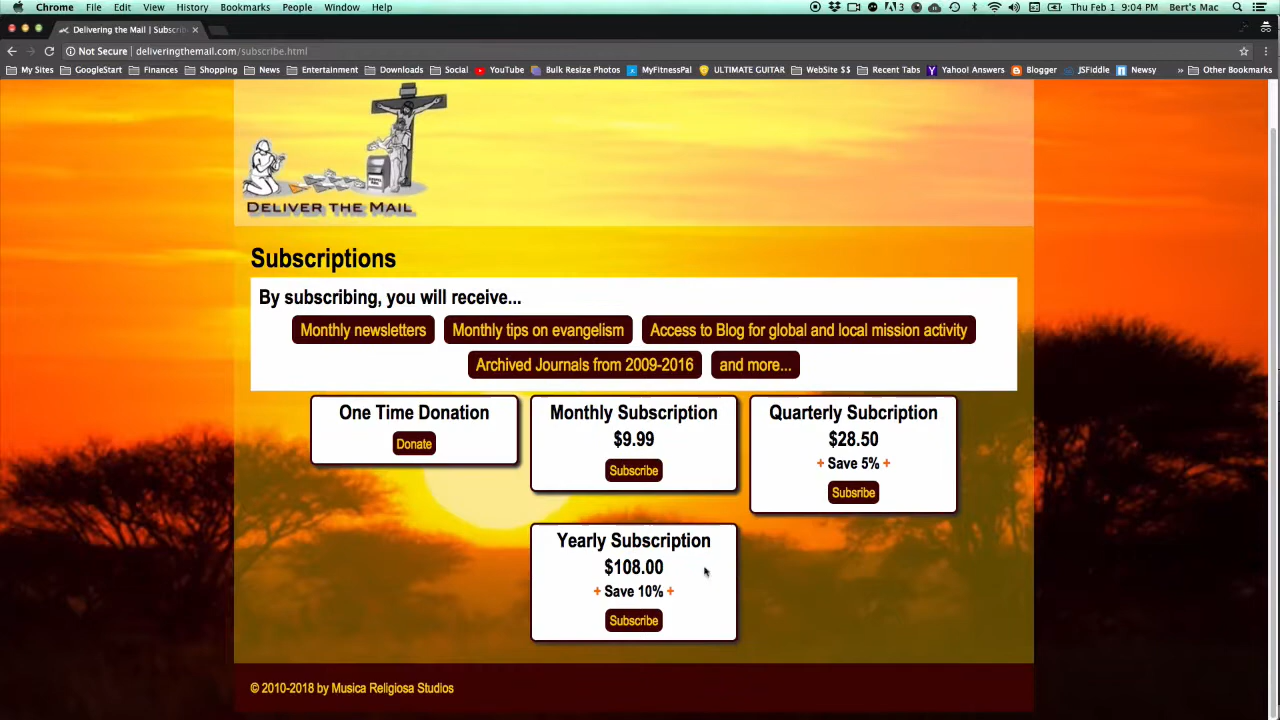 Chrome File Edit View History Bookmarks People Window Help
3 Thu Feb 1 9:04 PM Bert's Mac
Delivering the Mail | Subscrib
Not Secure | deliveringthemail.com/subscribe.html
My Sites GoogleStart Finances Shopping News Entertainment Downloads Social YouTube Bulk Resize Photos MyFitnessPal ULTIMATE GUITAR WebSite $$ Recent Tabs Yahoo! Answers Blogger JSFiddle Newsy » Other Bookmarks
DELIVER THE MAIL
Subscriptions
By subscribing, you will receive...
Monthly newsletters Monthly tips on evangelism Access to Blog for global and local mission activity
Archived Journals from 2009-2016 and more...
One Time Donation
Donate
Monthly Subscription
$9.99
Subscribe
Quarterly Subcription
$28.50
+ Save 5% +
Subsribe
Yearly Subscription
$108.00
+ Save 10% +
Subscribe
© 2010-2018 by Musica Religiosa Studios